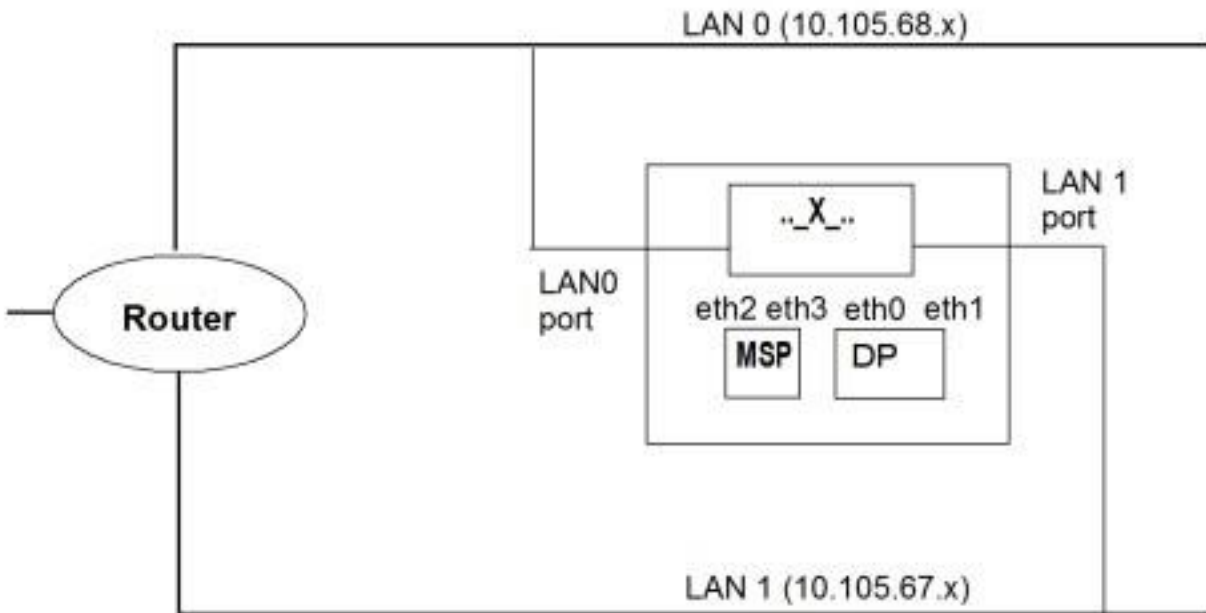 LAN 0 (10.105.68.x)
LAN 1
port
.._X_..
LAN0
port
eth2 eth3 eth0 eth1
Router
MSP DP
LAN 1 (10.105.67.x)